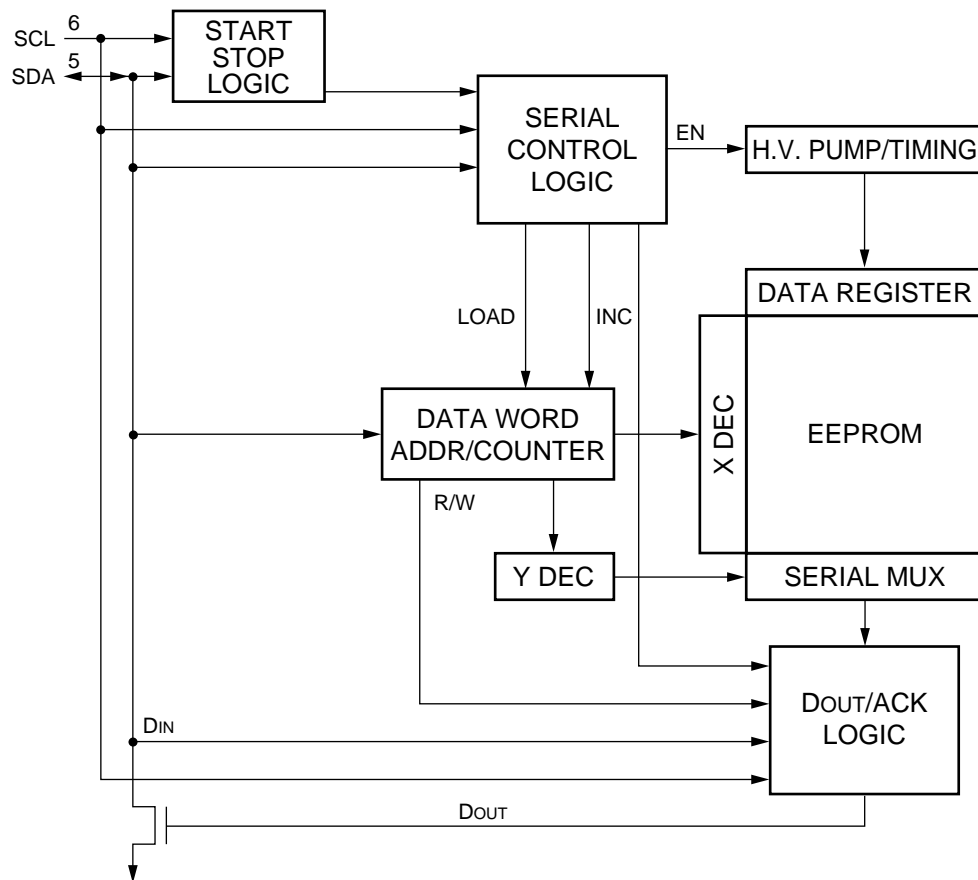 SCL
6
SDA
5
START
STOP
LOGIC
SERIAL
CONTROL
LOGIC
EN
H.V. PUMP/TIMING
LOAD
INC
DATA REGISTER
X DEC
EEPROM
DATA WORD
ADDR/COUNTER
R/W
Y DEC
SERIAL MUX
DOUT/ACK
LOGIC
DIN
DOUT